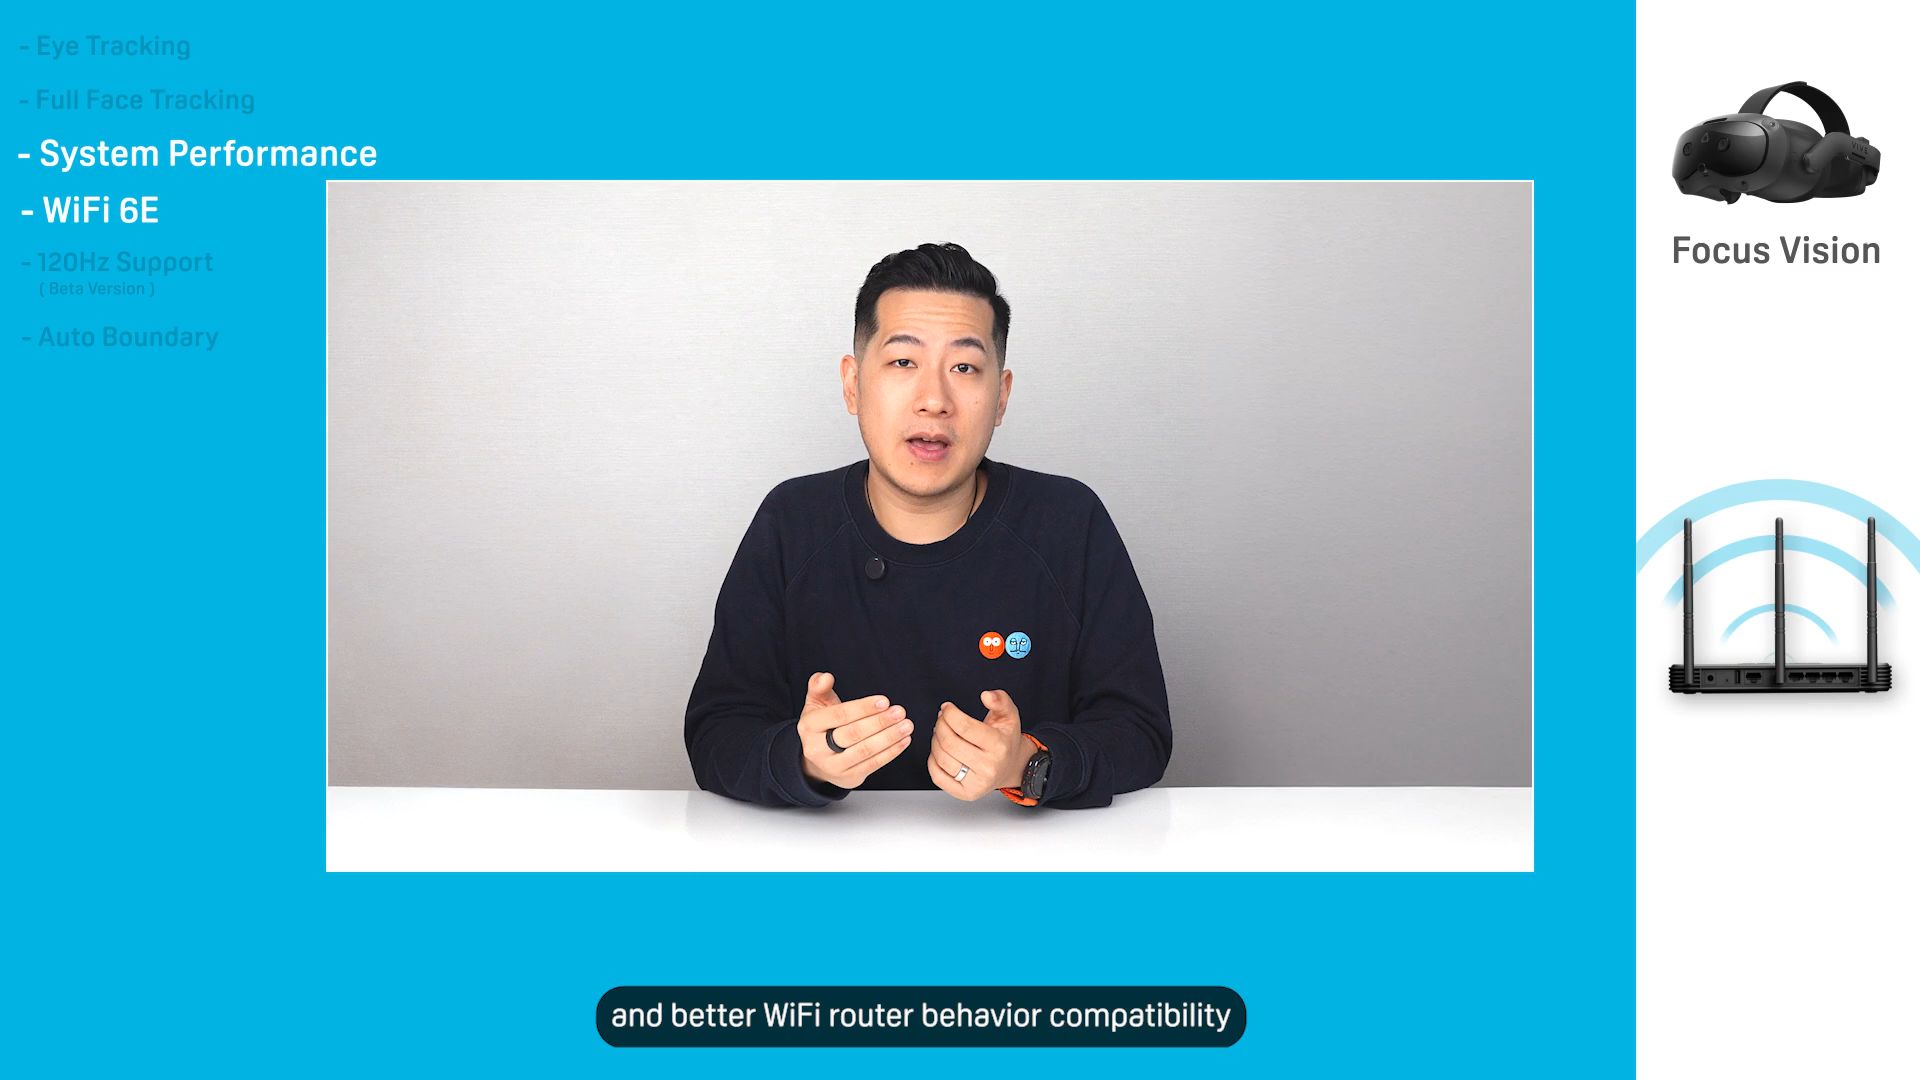 - Eye Tracking
- Full Face Tracking
- System Performance
- WiFi 6E
- 120Hz Support
( Beta Version )
- Auto Boundary
VIVE
Focus Vision
and better WiFi router behavior compatibility